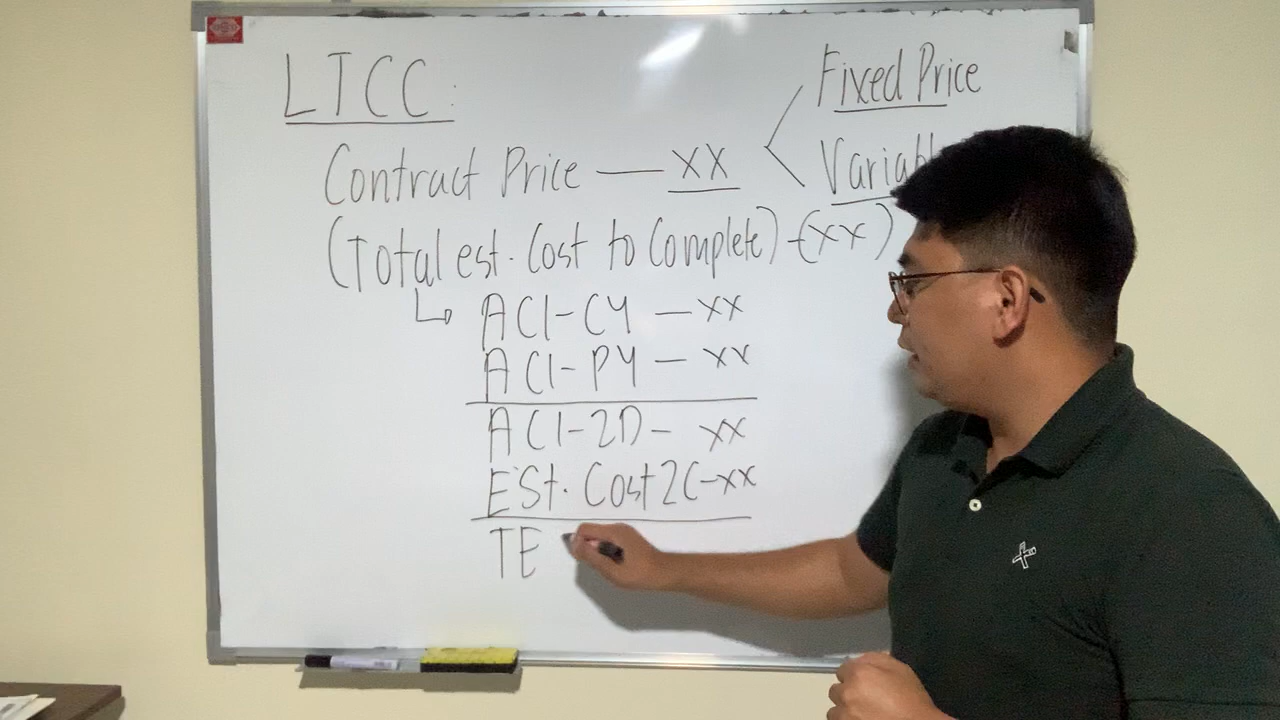 LTCC:
Fixed Price
Contract Price — XX
(Total est. Cost to Complete) - (XX)
ACI-CY — XX
ACI-PY — XX
ACI-2D - XX
ESt. Cost 2C - XX
TE